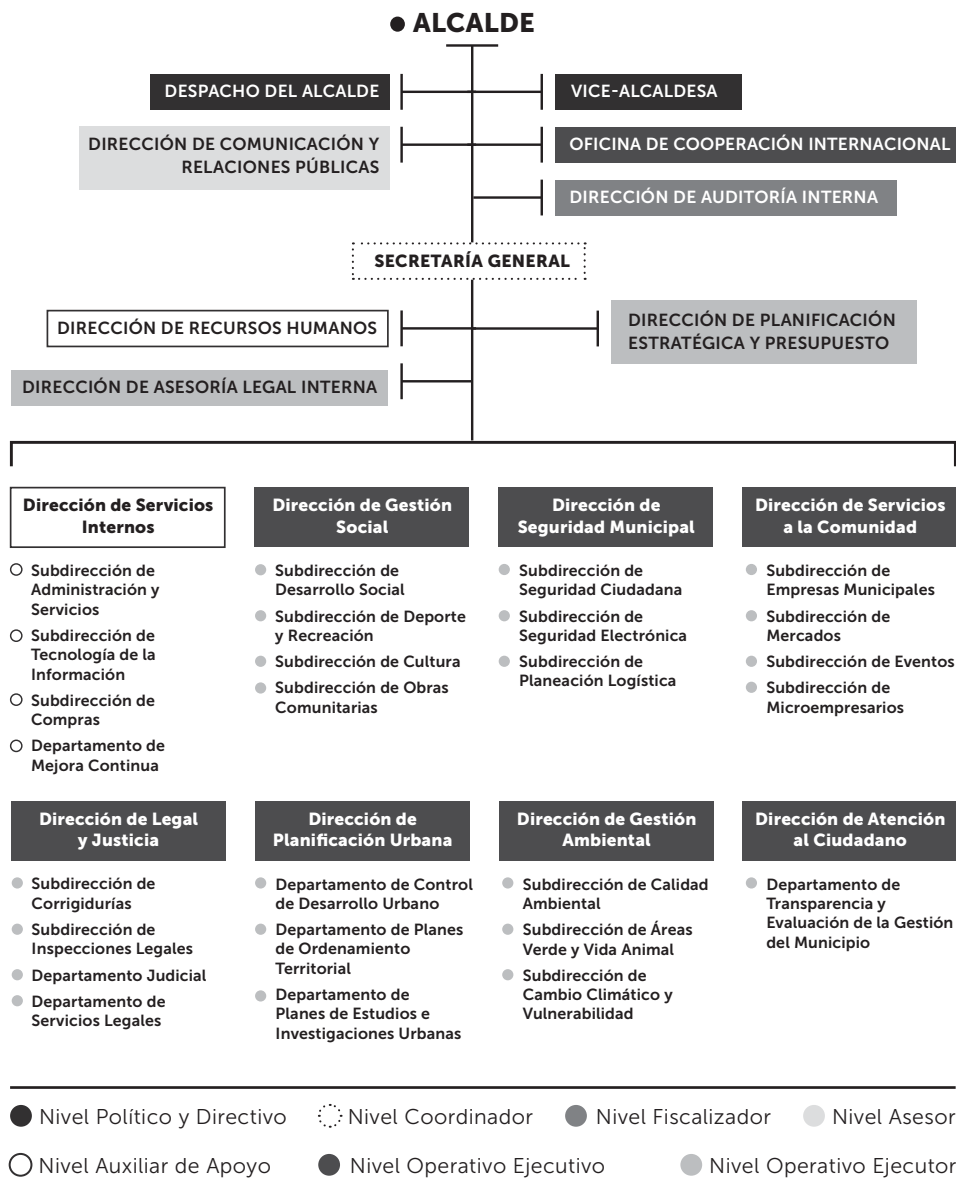 ALCALDE
DESPACHO DEL ALCALDE
VICE-ALCALDESA
DIRECCIÓN DE COMUNICACIÓN Y
RELACIONES PÚBLICAS
OFICINA DE COOPERACIÓN INTERNACIONAL
DIRECCIÓN DE AUDITORÍA INTERNA
SECRETARÍA GENERAL
DIRECCIÓN DE RECURSOS HUMANOS
DIRECCIÓN DE PLANIFICACIÓN
ESTRATÉGICA Y PRESUPUESTO
DIRECCIÓN DE ASESORÍA LEGAL INTERNA
Dirección de Servicios
Internos
Subdirección de
Administración y
Servicios
Subdirección de
Tecnología de la
Información
Subdirección de
Compras
Departamento de
Mejora Continua
Dirección de Gestión
Social
Subdirección de
Desarrollo Social
Subdirección de Deporte
y Recreación
Subdirección de Cultura
Subdirección de Obras
Comunitarias
Dirección de
Seguridad Municipal
Subdirección de
Seguridad Ciudadana
Subdirección de
Seguridad Electrónica
Subdirección de
Planeación Logística
Dirección de Servicios
a la Comunidad
Subdirección de
Empresas Municipales
Subdirección de
Mercados
Subdirección de Eventos
Subdirección de
Microempresarios
Dirección de Legal
y Justicia
Subdirección de
Corrigidurías
Subdirección de
Inspecciones Legales
Departamento Judicial
Departamento de
Servicios Legales
Dirección de
Planificación Urbana
Departamento de Control
de Desarrollo Urbano
Departamento de Planes
de Ordenamiento
Territorial
Departamento de
Planes de Estudios e
Investigaciones Urbanas
Dirección de Gestión
Ambiental
Subdirección de Calidad
Ambiental
Subdirección de Áreas
Verde y Vida Animal
Subdirección de
Cambio Climático y
Vulnerabilidad
Dirección de Atención
al Ciudadano
Departamento de
Transparencia y
Evaluación de la Gestión
del Municipio
Nivel Político y Directivo
Nivel Coordinador
Nivel Fiscalizador
Nivel Asesor
Nivel Auxiliar de Apoyo
Nivel Operativo Ejecutivo
Nivel Operativo Ejecutor